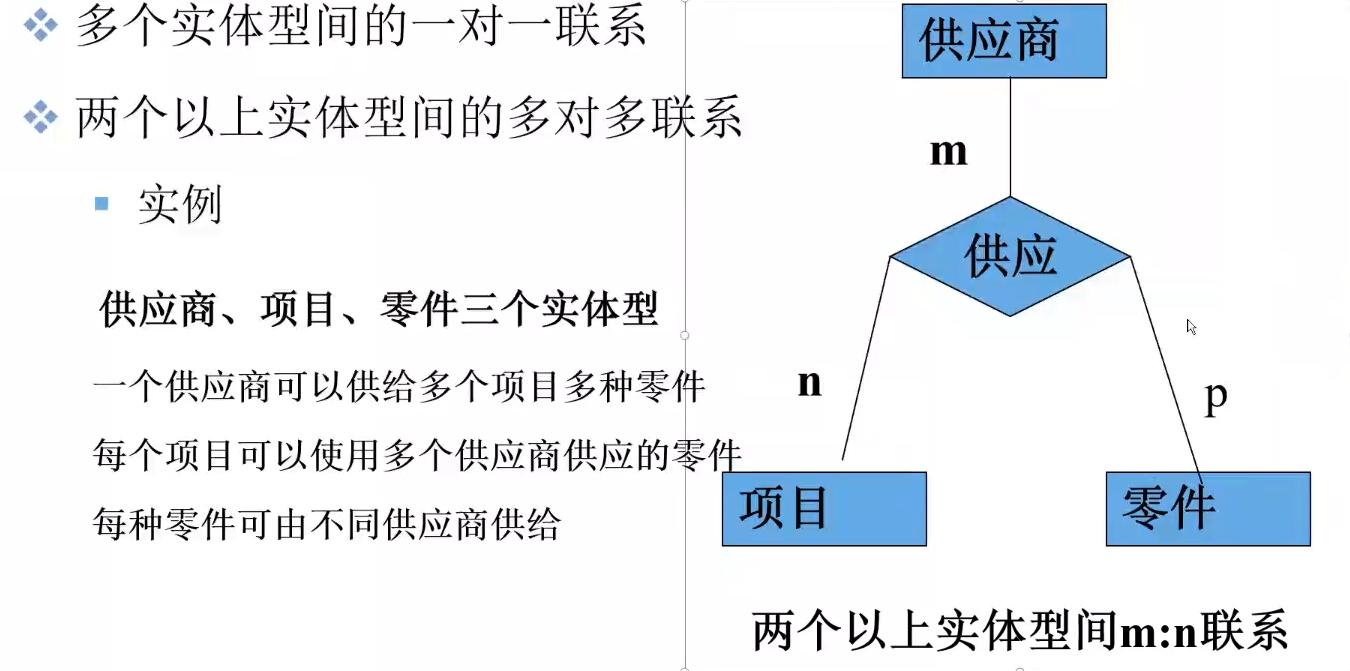 多个实体型间的一对一联系
两个以上实体型间的多对多联系
实例
供应商、项目、零件三个实体型
一个供应商可以供给多个项目多种零件
每个项目可以使用多个供应商供应的零件
每种零件可由不同供应商供给
供应商
m
供应
n
p
项目
零件
两个以上实体型间m:n联系